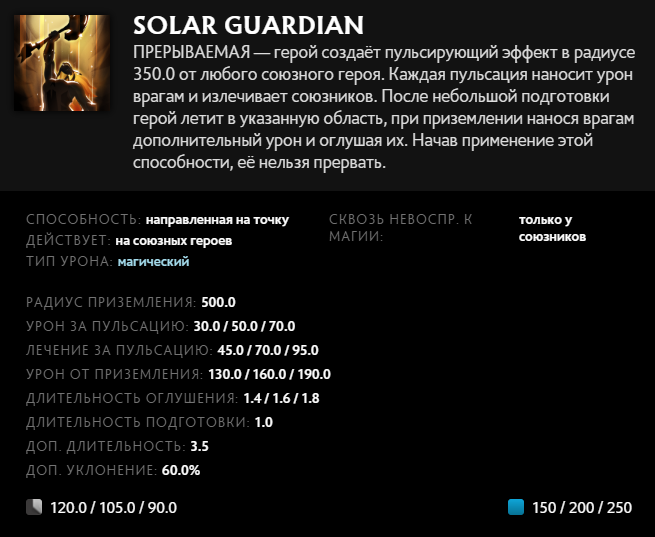 SOLAR GUARDIAN
ПРЕРЫВАЕМАЯ — герой создаёт пульсирующий эффект в радиусе
350.0 от любого союзного героя. Каждая пульсация наносит урон
врагам и излечивает союзников. После небольшой подготовки
герой летит в указанную область, при приземлении нанося врагам
дополнительный урон и оглушая их. Начав применение этой
способности, её нельзя прервать.
СПОСОБНОСТЬ: направленная на точку
ДЕЙСТВУЕТ: на союзных героев
ТИП УРОНА: магический
СКВОЗЬ НЕВОСПР. К МАГИИ: только у союзников
РАДИУС ПРИЗЕМЛЕНИЯ: 500.0
УРОН ЗА ПУЛЬСАЦИЮ: 30.0 / 50.0 / 70.0
ЛЕЧЕНИЕ ЗА ПУЛЬСАЦИЮ: 45.0 / 70.0 / 95.0
УРОН ОТ ПРИЗЕМЛЕНИЯ: 130.0 / 160.0 / 190.0
ДЛИТЕЛЬНОСТЬ ОГЛУШЕНИЯ: 1.4 / 1.6 / 1.8
ДЛИТЕЛЬНОСТЬ ПОДГОТОВКИ: 1.0
ДОП. ДЛИТЕЛЬНОСТЬ: 3.5
ДОП. УКЛОНЕНИЕ: 60.0%
120.0 / 105.0 / 90.0
150 / 200 / 250